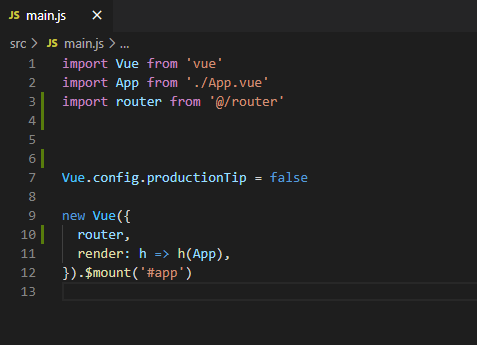 JS main.js ×
src > JS main.js > ...
1 import Vue from 'vue'
2 import App from './App.vue'
3 import router from '@/router'
4
5
6
7 Vue.config.productionTip = false
8
9 new Vue({
10   router,
11   render: h => h(App),
12 }).$mount('#app')
13